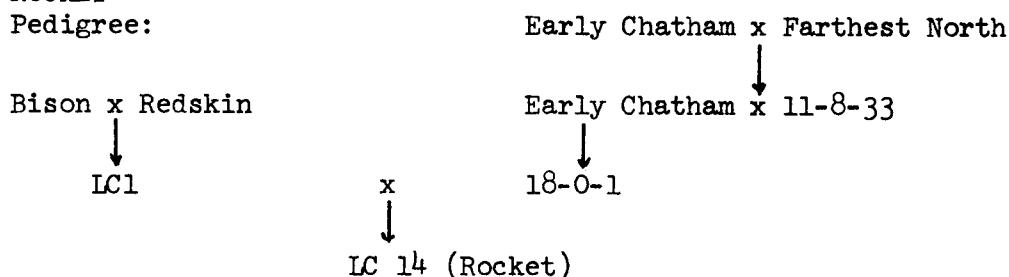 Pedigree: Early Chatham x Farthest North
Bison x Redskin Early Chatham x 11-8-33
LC1 x 18-0-1
LC 14 (Rocket)